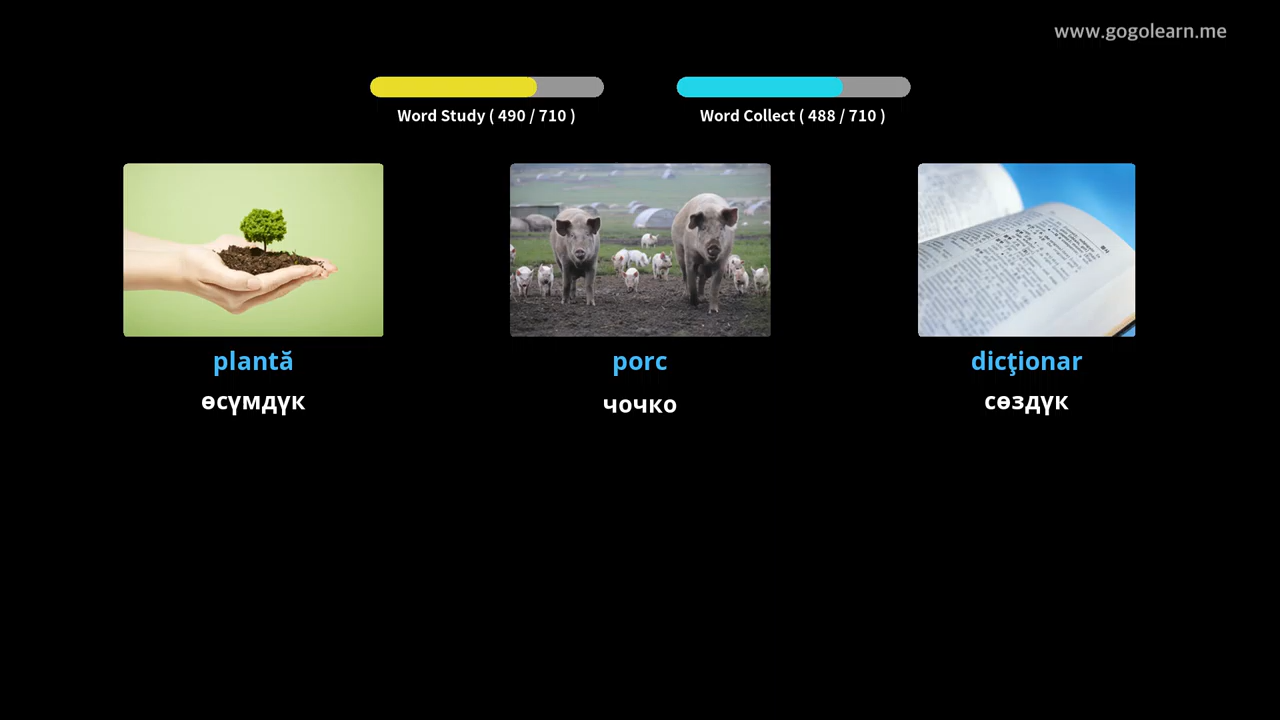 www.gogolearn.me
Word Study ( 490 / 710 )
Word Collect ( 488 / 710 )
plantă
porc
dicţionar
өсүмдүк
чочко
сөздүк